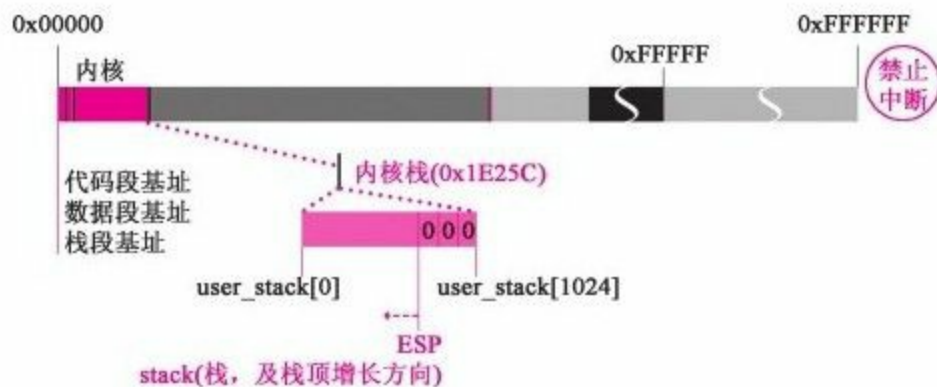 0x00000
0xFFFFFF
0xFFFFF
内核
禁止
中断
内核栈(0x1E25C)
代码段基址
数据段基址
栈段基址
0 0 0
user_stack[0]
user_stack[1024]
ESP
stack(栈，及栈顶增长方向)